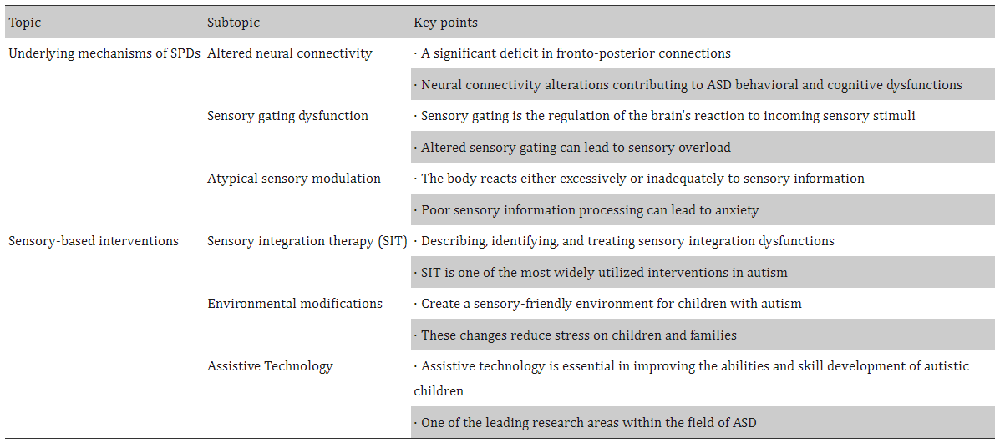 Topic Subtopic Key points
Underlying mechanisms of SPDs Altered neural connectivity · A significant deficit in fronto-posterior connections
· Neural connectivity alterations contributing to ASD behavioral and cognitive dysfunctions
Sensory gating dysfunction · Sensory gating is the regulation of the brain's reaction to incoming sensory stimuli
· Altered sensory gating can lead to sensory overload
Atypical sensory modulation · The body reacts either excessively or inadequately to sensory information
· Poor sensory information processing can lead to anxiety
Sensory-based interventions Sensory integration therapy (SIT) · Describing, identifying, and treating sensory integration dysfunctions
· SIT is one of the most widely utilized interventions in autism
Environmental modifications · Create a sensory-friendly environment for children with autism
· These changes reduce stress on children and families
Assistive Technology · Assistive technology is essential in improving the abilities and skill development of autistic
children
· One of the leading research areas within the field of ASD